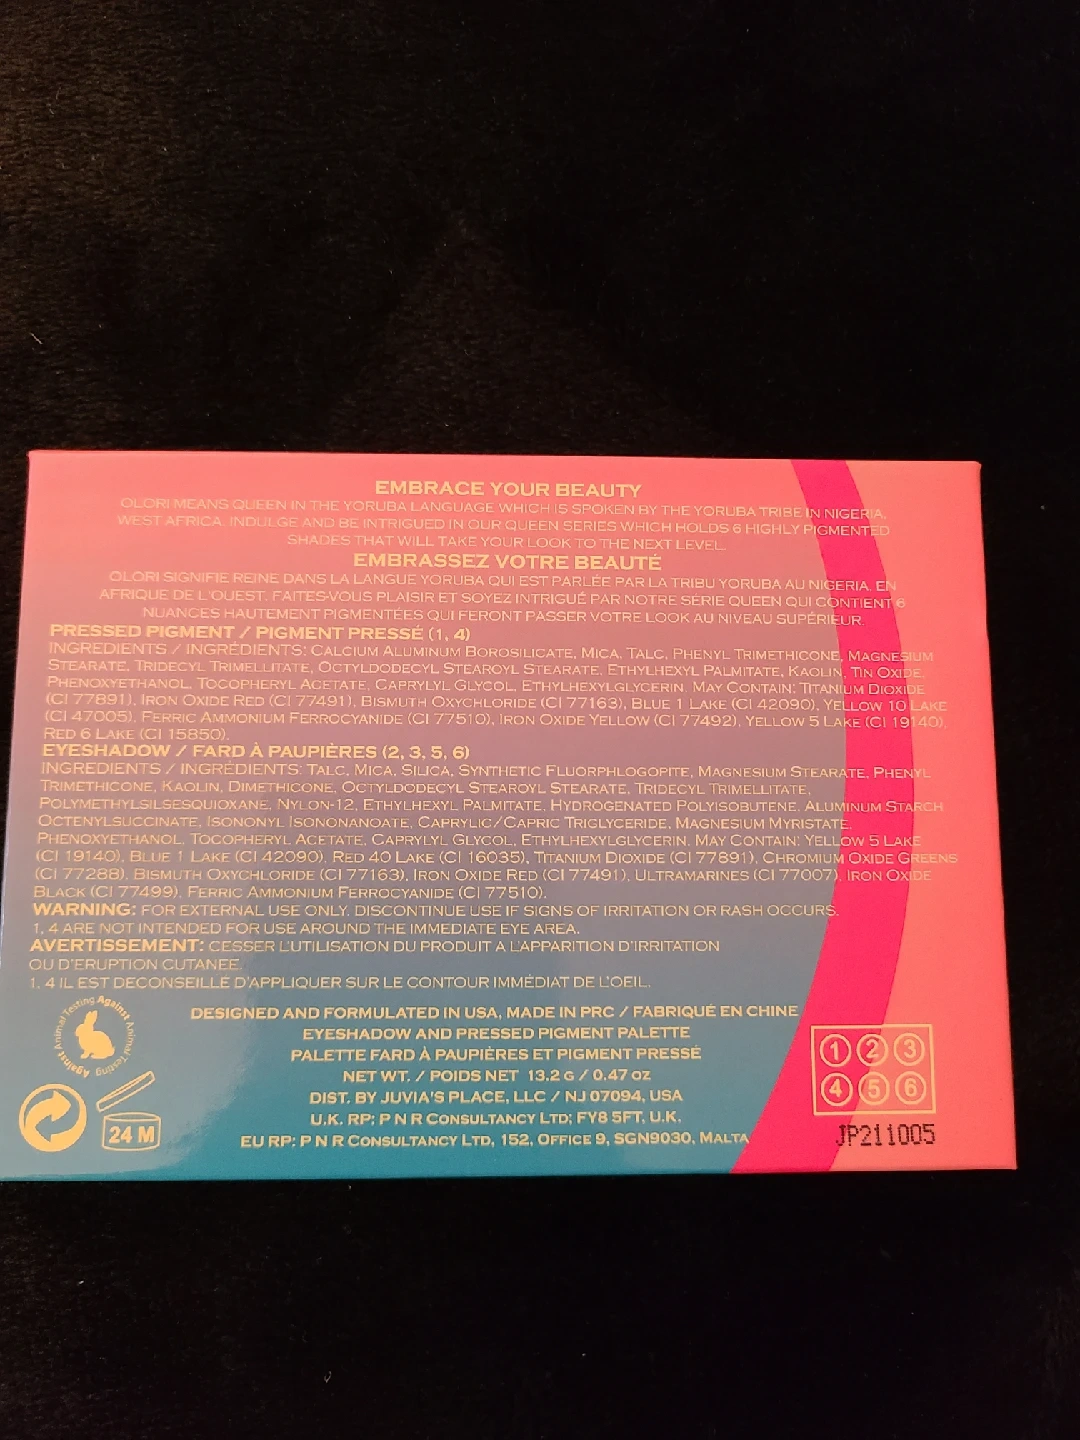 EMBRACE YOUR BEAUTY
OLORI MEANS QUEEN IN THE YORUBA LANGUAGE WHICH IS SPOKEN BY THE YORUBA TRIBE IN NIGERIA,
WEST AFRICA. INDULGE AND BE INTRIGUED IN OUR QUEEN SERIES WHICH HOLDS 6 HIGHLY PIGMENTED
SHADES THAT WILL TAKE YOUR LOOK TO THE NEXT LEVEL.
EMBRASSEZ VOTRE BEAUTÉ
OLORI SIGNIFIE REINE DANS LA LANGUE YORUBA QUI EST PARLÉE PAR LA TRIBU YORUBA AU NIGERIA, EN
AFRIQUE DE L'OUEST. FAITES-VOUS PLAISIR ET SOYEZ INTRIGUÉ PAR NOTRE SÉRIE QUEEN QUI CONTIENT 6
NUANCES HAUTEMENT PIGMENTÉES QUI FERONT PASSER VOTRE LOOK AU NIVEAU SUPÉRIEUR.
PRESSED PIGMENT / PIGMENT PRESSÉ (1, 4)
INGREDIENTS / INGRÉDIENTS: CALCIUM ALUMINUM BOROSILICATE, MICA, TALC, PHENYL TRIMETHICONE, MAGNESIUM
STEARATE, TRIDECYL TRIMELLITATE, OCTYLDODECYL STEAROYL STEARATE, ETHYLHEXYL PALMITATE, KAOLIN, TIN OXIDE,
PHENOXYETHANOL, TOCOPHERYL ACETATE, CAPRYLYL GLYCOL, ETHYLHEXYLGLYCERIN. MAY CONTAIN: TITANIUM DIOXIDE
(CI 77891), IRON OXIDE RED (CI 77491), BISMUTH OXYCHLORIDE (CI 77163), BLUE 1 LAKE (CI 42090), YELLOW 10 LAKE
(CI 47005), FERRIC AMMONIUM FERROCYANIDE (CI 77510), IRON OXIDE YELLOW (CI 77492), YELLOW 5 LAKE (CI 19140),
RED 6 LAKE (CI 15850).
EYESHADOW / FARD À PAUPIÈRES (2, 3, 5, 6)
INGREDIENTS / INGRÉDIENTS: TALC, MICA, SILICA, SYNTHETIC FLUORPHLOGOPITE, MAGNESIUM STEARATE, PHENYL
TRIMETHICONE, KAOLIN, DIMETHICONE, OCTYLDODECYL STEAROYL STEARATE, TRIDECYL TRIMELLITATE,
POLYMETHYLSILSESQUIOXANE, NYLON-12, ETHYLHEXYL PALMITATE, HYDROGENATED POLYISOBUTENE, ALUMINUM STARCH
OCTENYLSUCCINATE, ISONONYL ISONONANOATE, CAPRYLIC/CAPRIC TRIGLYCERIDE, MAGNESIUM MYRISTATE,
PHENOXYETHANOL, TOCOPHERYL ACETATE, CAPRYLYL GLYCOL, ETHYLHEXYLGLYCERIN. MAY CONTAIN: YELLOW 5 LAKE
(CI 19140), BLUE 1 LAKE (CI 42090), RED 40 LAKE (CI 16035), TITANIUM DIOXIDE (CI 77891), CHROMIUM OXIDE GREENS
(CI 77288), BISMUTH OXYCHLORIDE (CI 77163), IRON OXIDE RED (CI 77491), ULTRAMARINES (CI 77007), IRON OXIDE
BLACK (CI 77499), FERRIC AMMONIUM FERROCYANIDE (CI 77510).
WARNING: FOR EXTERNAL USE ONLY. DISCONTINUE USE IF SIGNS OF IRRITATION OR RASH OCCURS.
1, 4 ARE NOT INTENDED FOR USE AROUND THE IMMEDIATE EYE AREA.
AVERTISSEMENT: CESSER L'UTILISATION DU PRODUIT A L'APPARITION D'IRRITATION
OU D'ERUPTION CUTANEE.
1, 4 IL EST DECONSEILLÉ D'APPLIQUER SUR LE CONTOUR IMMÉDIAT DE L'OEIL.
Against Animal Testing Against Animal Testing
24 M
DESIGNED AND FORMULATED IN USA, MADE IN PRC / FABRIQUÉ EN CHINE
EYESHADOW AND PRESSED PIGMENT PALETTE
PALETTE FARD À PAUPIÈRES ET PIGMENT PRESSÉ
NET WT. / POIDS NET 13.2 G / 0.47 OZ
DIST. BY JUVIA'S PLACE, LLC / NJ 07094, USA
U.K. RP: P N R CONSULTANCY LTD; FY8 5FT, U.K.
EU RP: P N R CONSULTANCY LTD, 152, OFFICE 9, SGN9030, MALTA
1 2 3
4 5 6
JP211005